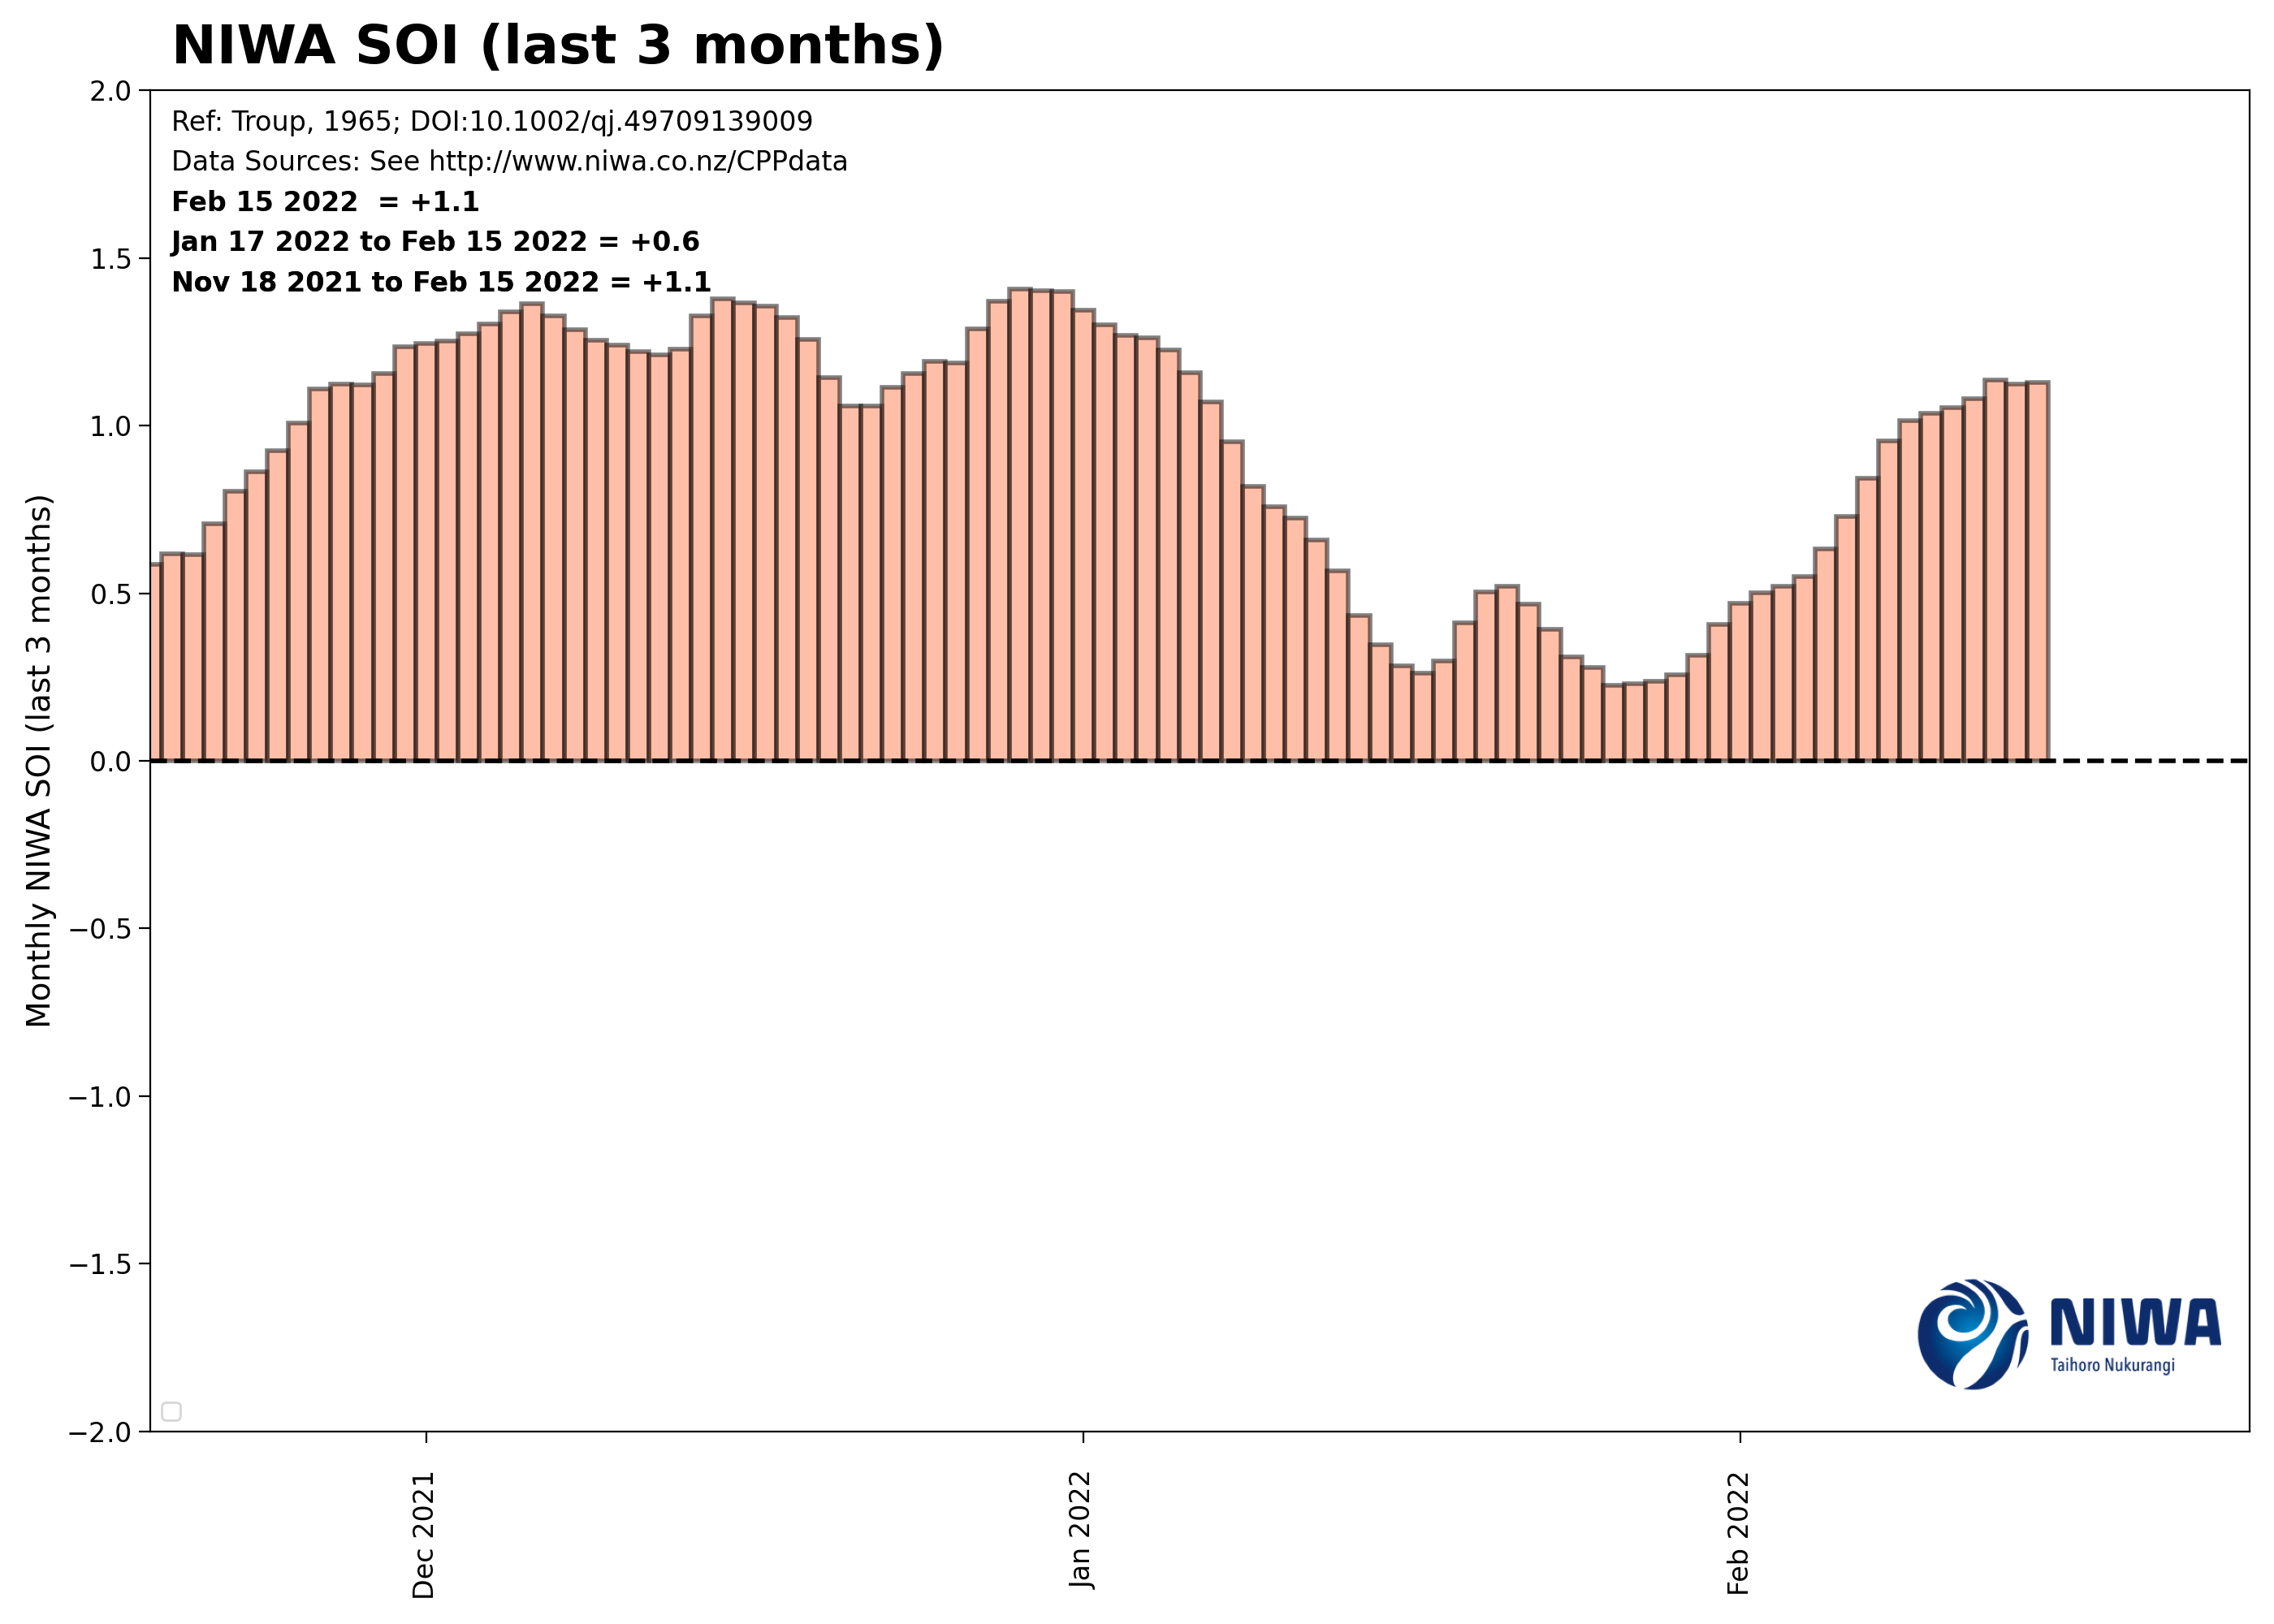 NIWA SOI (last 3 months)
Ref: Troup, 1965; DOI:10.1002/qj.49709139009
Data Sources: See http://www.niwa.co.nz/CPPdata
Feb 15 2022  = +1.1
Jan 17 2022 to Feb 15 2022 = +0.6
Nov 18 2021 to Feb 15 2022 = +1.1
Monthly NIWA SOI (last 3 months)
2.0
1.5
1.0
0.5
0.0
−0.5
−1.0
−1.5
−2.0
Dec 2021
Jan 2022
Feb 2022
NIWA
Taihoro Nukurangi